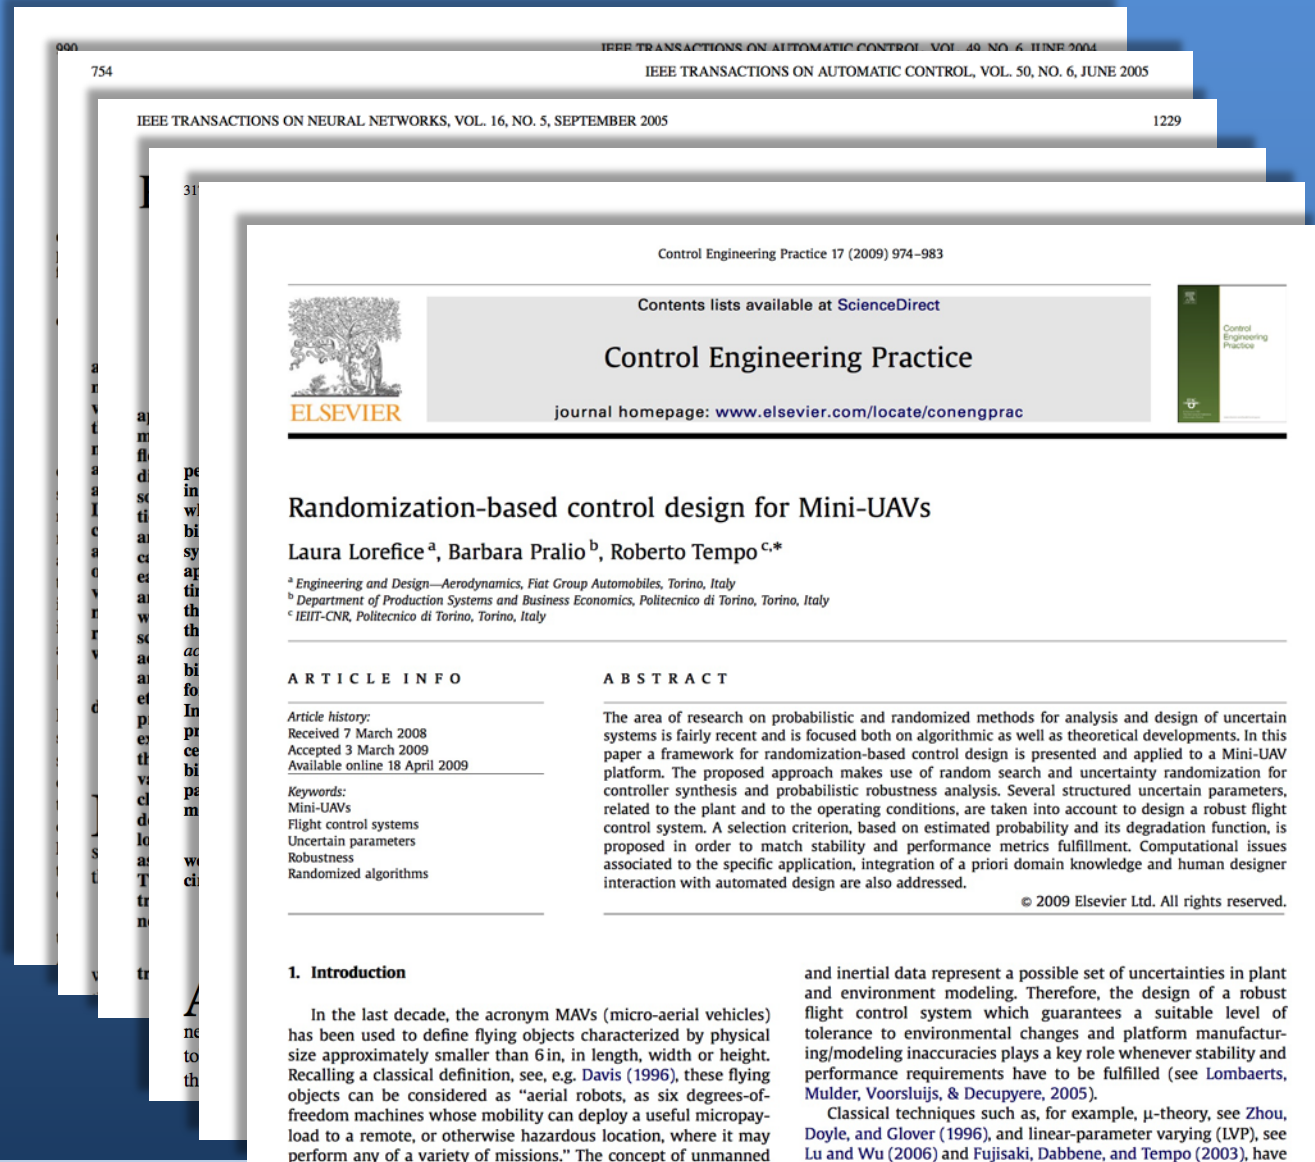 990
IEEE TRANSACTIONS ON AUTOMATIC CONTROL, VOL. 49, NO. 6, JUNE 2004
754
IEEE TRANSACTIONS ON AUTOMATIC CONTROL, VOL. 50, NO. 6, JUNE 2005
IEEE TRANSACTIONS ON NEURAL NETWORKS, VOL. 16, NO. 5, SEPTEMBER 2005
1229
Control Engineering Practice 17 (2009) 974–983
Contents lists available at ScienceDirect
Control Engineering Practice
journal homepage: www.elsevier.com/locate/conengprac
ELSEVIER
Control
Engineering
Practice
Randomization-based control design for Mini-UAVs
Laura Lorefice a, Barbara Pralio b, Roberto Tempo c,*
a Engineering and Design—Aerodynamics, Fiat Group Automobiles, Torino, Italy
b Department of Production Systems and Business Economics, Politecnico di Torino, Torino, Italy
c IEIIT-CNR, Politecnico di Torino, Torino, Italy
ARTICLE INFO
Article history:
Received 7 March 2008
Accepted 3 March 2009
Available online 18 April 2009
Keywords:
Mini-UAVs
Flight control systems
Uncertain parameters
Robustness
Randomized algorithms
ABSTRACT
The area of research on probabilistic and randomized methods for analysis and design of uncertain
systems is fairly recent and is focused both on algorithmic as well as theoretical developments. In this
paper a framework for randomization-based control design is presented and applied to a Mini-UAV
platform. The proposed approach makes use of random search and uncertainty randomization for
controller synthesis and probabilistic robustness analysis. Several structured uncertain parameters,
related to the plant and to the operating conditions, are taken into account to design a robust flight
control system. A selection criterion, based on estimated probability and its degradation function, is
proposed in order to match stability and performance metrics fulfillment. Computational issues
associated to the specific application, integration of a priori domain knowledge and human designer
interaction with automated design are also addressed.
© 2009 Elsevier Ltd. All rights reserved.
1. Introduction
In the last decade, the acronym MAVs (micro-aerial vehicles)
has been used to define flying objects characterized by physical
size approximately smaller than 6 in, in length, width or height.
Recalling a classical definition, see, e.g. Davis (1996), these flying
objects can be considered as “aerial robots, as six degrees-of-
freedom machines whose mobility can deploy a useful micropay-
load to a remote, or otherwise hazardous location, where it may
perform any of a variety of missions.” The concept of unmanned
and inertial data represent a possible set of uncertainties in plant
and environment modeling. Therefore, the design of a robust
flight control system which guarantees a suitable level of
tolerance to environmental changes and platform manufactur-
ing/modeling inaccuracies plays a key role whenever stability and
performance requirements have to be fulfilled (see Lombaerts,
Mulder, Voorsluijs, & Decupyere, 2005).
Classical techniques such as, for example, μ-theory, see Zhou,
Doyle, and Glover (1996), and linear-parameter varying (LVP), see
Lu and Wu (2006) and Fujisaki, Dabbene, and Tempo (2003), have